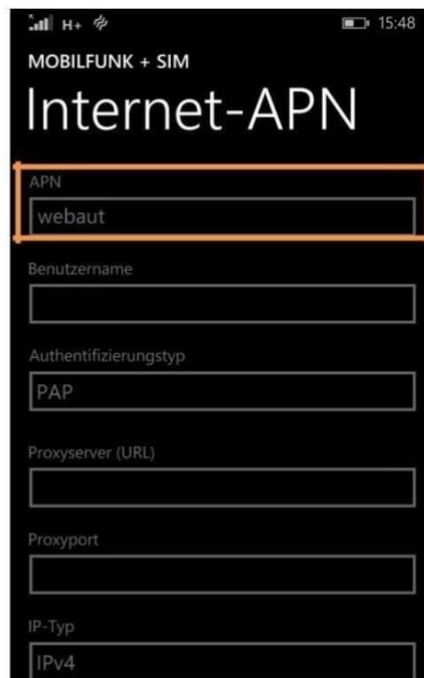 H+ 15:48
MOBILFUNK + SIM
Internet-APN
APN
webaut
Benutzername
Authentifizierungstyp
PAP
Proxyserver (URL)
Proxyport
IP-Typ
IPv4